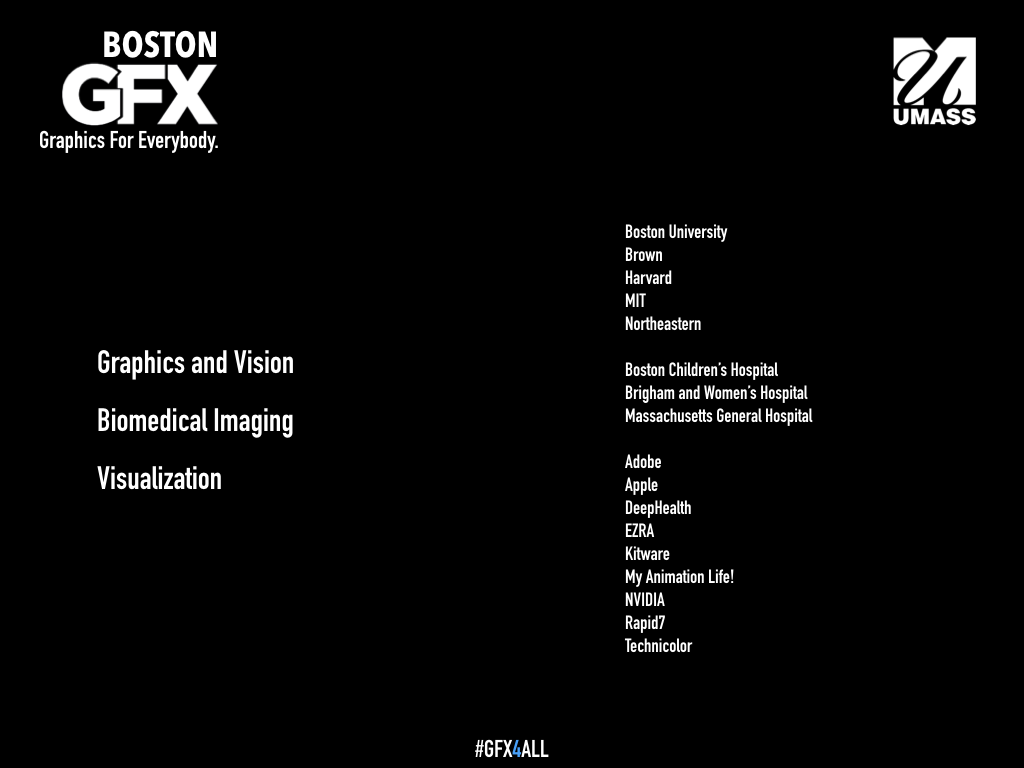 BOSTON
GFX
Graphics For Everybody.
UMASS
Graphics and Vision
Biomedical Imaging
Visualization
Boston University
Brown
Harvard
MIT
Northeastern
Boston Children’s Hospital
Brigham and Women’s Hospital
Massachusetts General Hospital
Adobe
Apple
DeepHealth
EZRA
Kitware
My Animation Life!
NVIDIA
Rapid7
Technicolor
#GFX4ALL